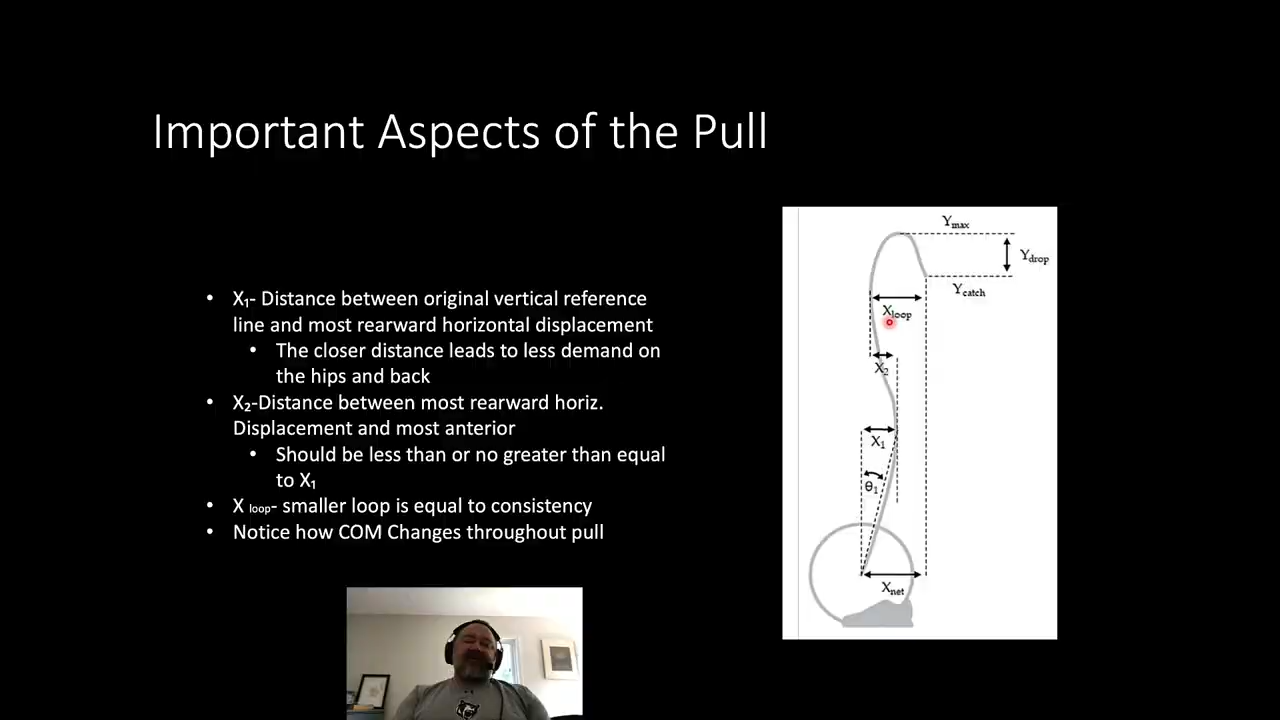 Important Aspects of the Pull
• X₁- Distance between original vertical reference
line and most rearward horizontal displacement
• The closer distance leads to less demand on
the hips and back
• X₂-Distance between most rearward horiz.
Displacement and most anterior
• Should be less than or no greater than equal
to X₁
• X loop- smaller loop is equal to consistency
• Notice how COM Changes throughout pull
Ymax
Ydrop
Ycatch
Xloop
X₂
X₁
θ₁
Xnet